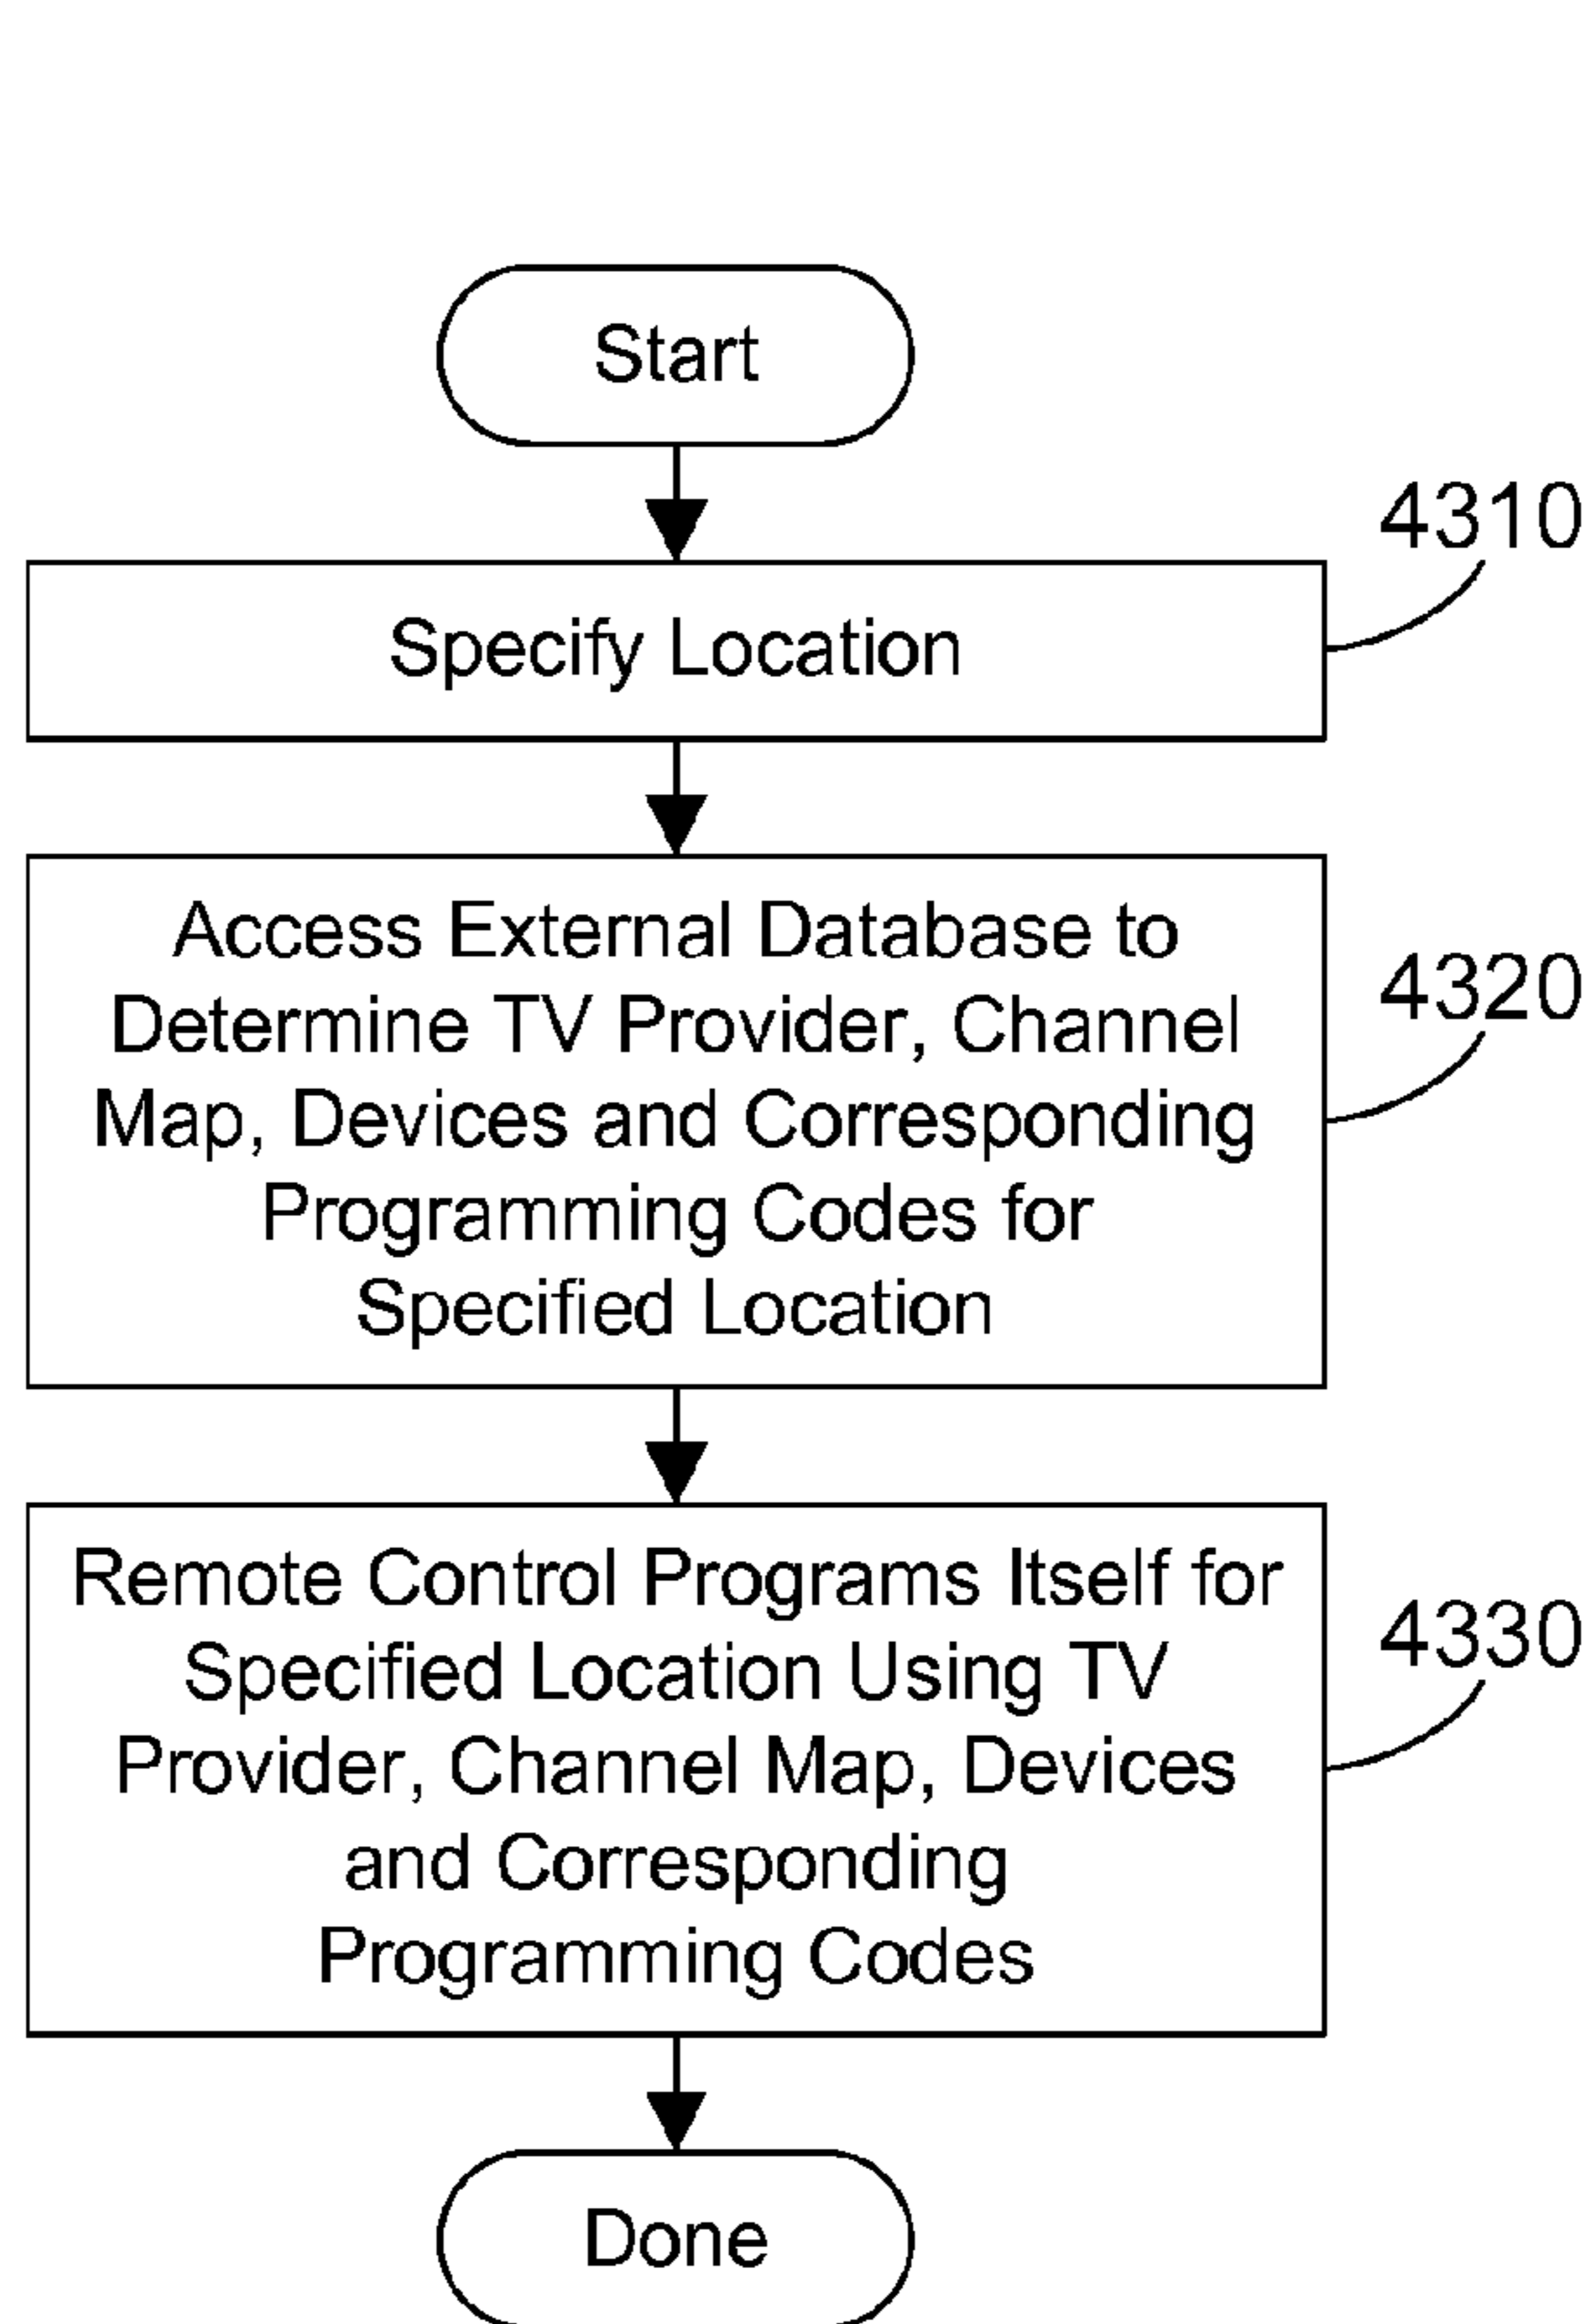 Start
4310
Specify Location
Access External Database to
Determine TV Provider, Channel
4320
Map, Devices and Corresponding
Programming Codes for
Specified Location
Remote Control Programs Itself for
4330
Specified Location Using TV
Provider, Channel Map, Devices
and Corresponding
Programming Codes
Done